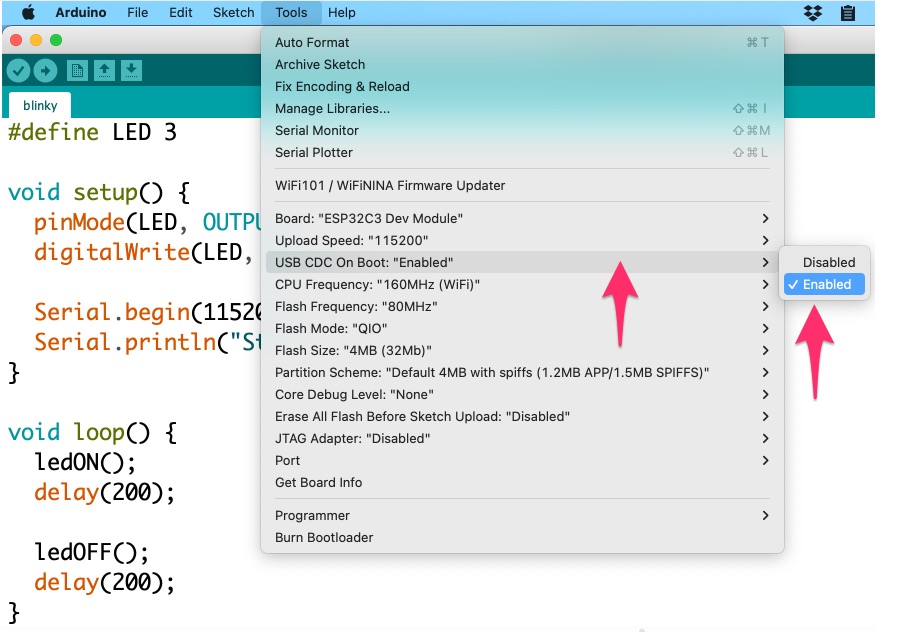 Arduino File Edit Sketch Tools Help
blinky
#define LED 3
void setup() {
pinMode(LED, OUTPU
digitalWrite(LED,
Serial.begin(11520
Serial.println("St
}
void loop() {
ledON();
delay(200);
ledOFF();
delay(200);
}
Auto Format ⌘ T
Archive Sketch
Fix Encoding & Reload
Manage Libraries... ⇧ ⌘ I
Serial Monitor ⇧ ⌘ M
Serial Plotter ⇧ ⌘ L
WiFi101 / WiFiNINA Firmware Updater
Board: "ESP32C3 Dev Module"
Upload Speed: "115200"
USB CDC On Boot: "Enabled"
CPU Frequency: "160MHz (WiFi)"
Flash Frequency: "80MHz"
Flash Mode: "QIO"
Flash Size: "4MB (32Mb)"
Partition Scheme: "Default 4MB with spiffs (1.2MB APP/1.5MB SPIFFS)"
Core Debug Level: "None"
Erase All Flash Before Sketch Upload: "Disabled"
JTAG Adapter: "Disabled"
Port
Get Board Info
Programmer
Burn Bootloader
Disabled
✓ Enabled